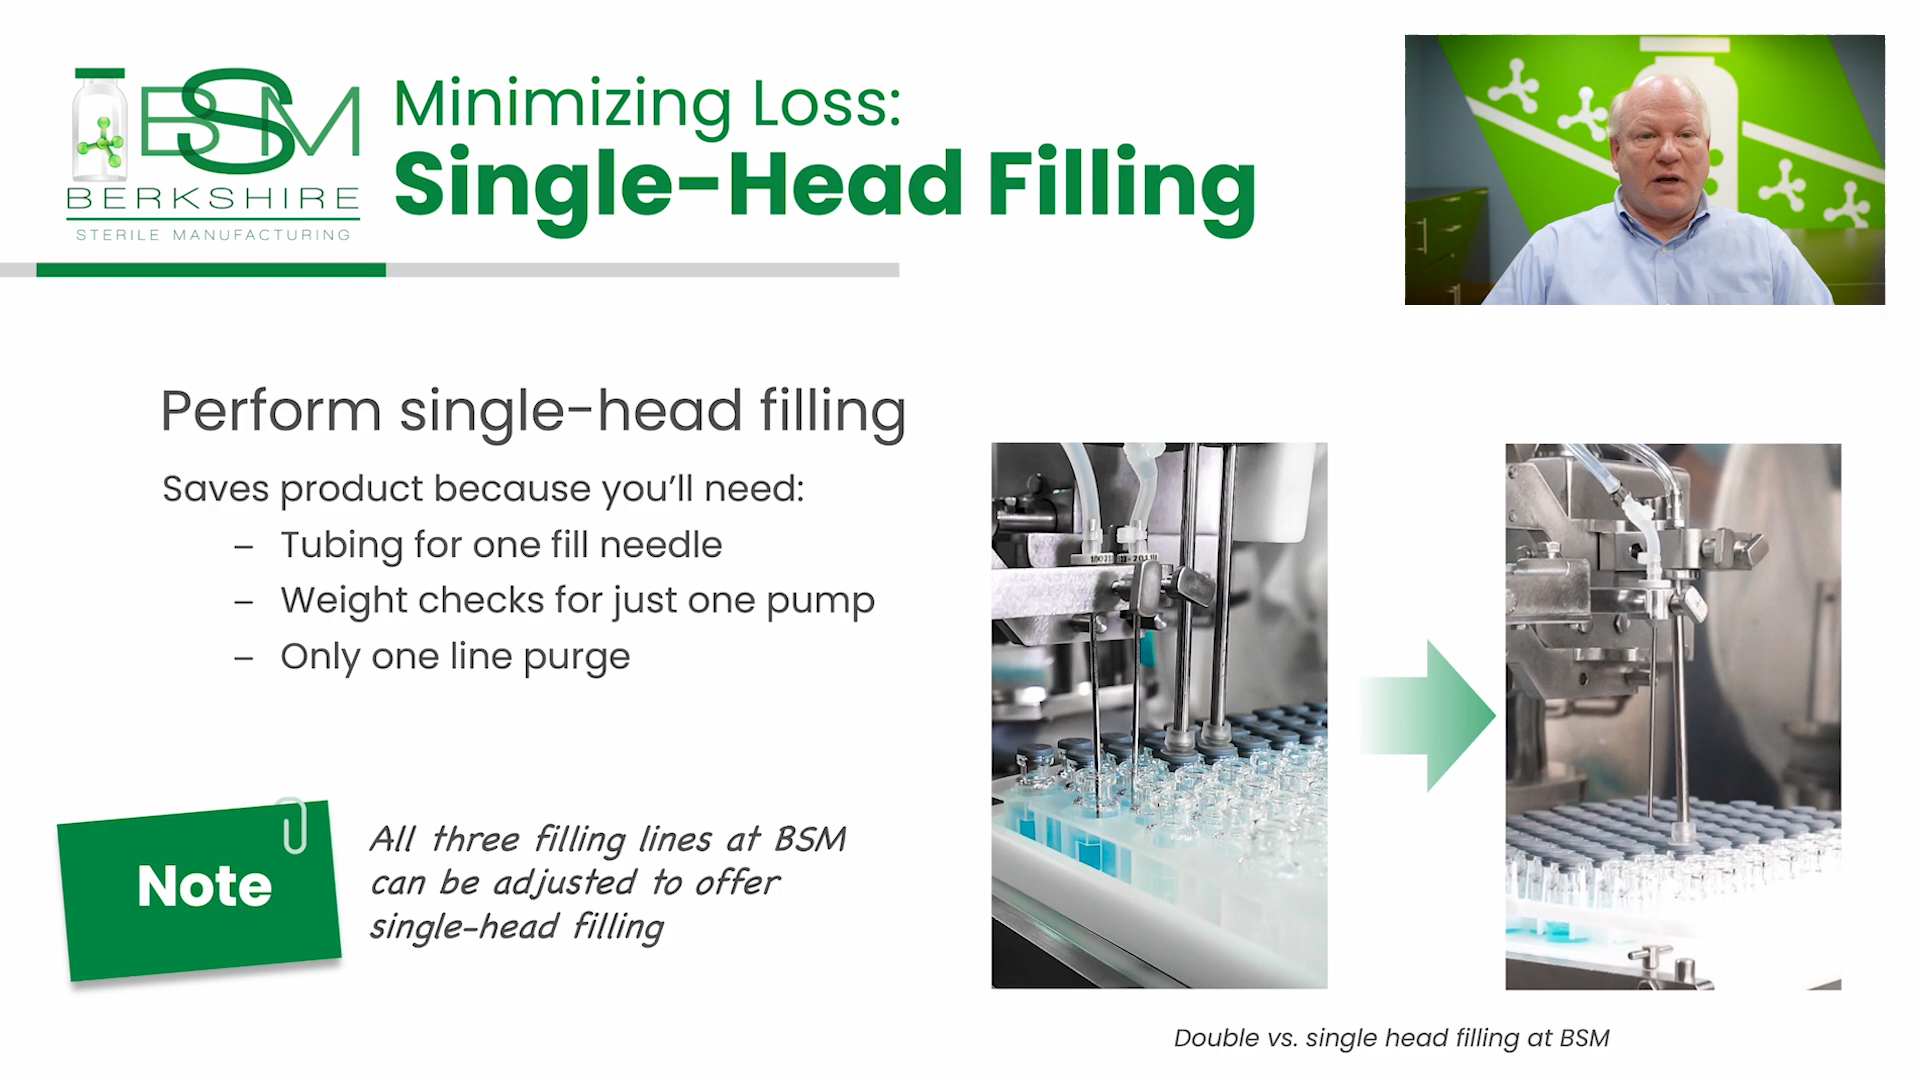 BSM
BERKSHIRE
STERILE MANUFACTURING
Minimizing Loss:
Single-Head Filling
Perform single-head filling
Saves product because you'll need:
– Tubing for one fill needle
– Weight checks for just one pump
– Only one line purge
Note
All three filling lines at BSM
can be adjusted to offer
single-head filling
Double vs. single head filling at BSM